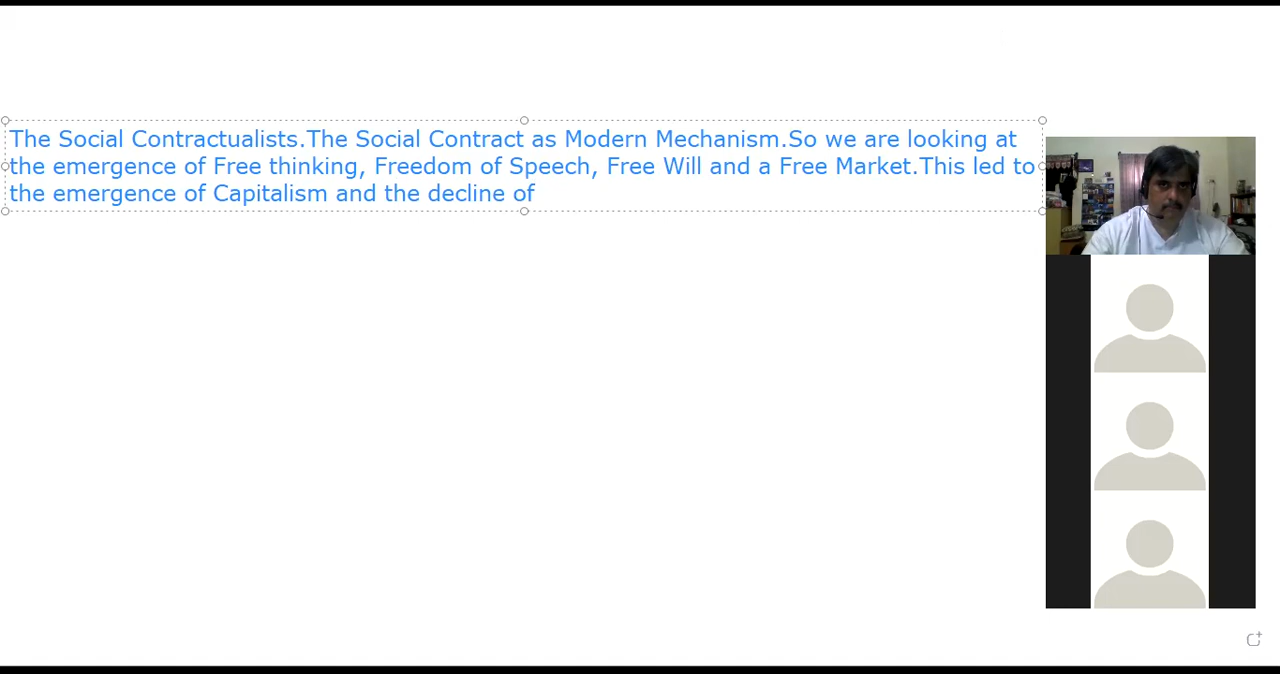 The Social Contractualists.The Social Contract as Modern Mechanism.So we are looking at
the emergence of Free thinking, Freedom of Speech, Free Will and a Free Market.This led to
the emergence of Capitalism and the decline of